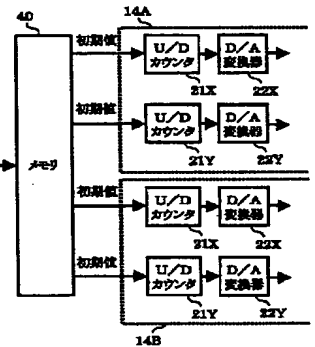 40
14A
初期値
U/D
カウンタ
D/A
変換器
21X
22X
初期値
U/D
カウンタ
D/A
変換器
21Y
22Y
メモリ
初期値
U/D
カウンタ
D/A
変換器
21X
22X
初期値
U/D
カウンタ
D/A
変換器
21Y
22Y
14B